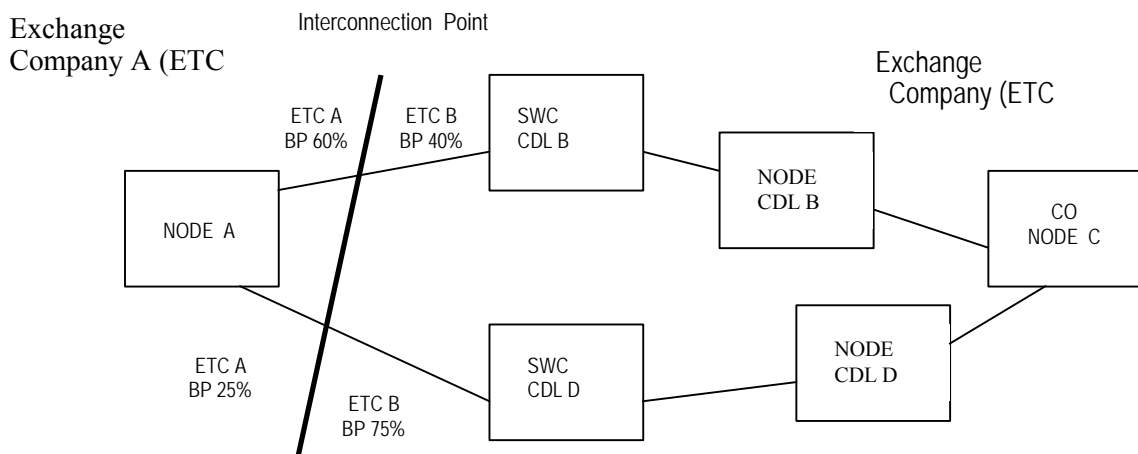 Exchange
Company A (ETC
Interconnection Point
Exchange
Company (ETC
ETC A
BP 60%
ETC B
BP 40%
SWC
CDL B
NODE
CDL B
NODE A
CO
NODE C
ETC A
BP 25%
ETC B
BP 75%
SWC
CDL D
NODE
CDL D